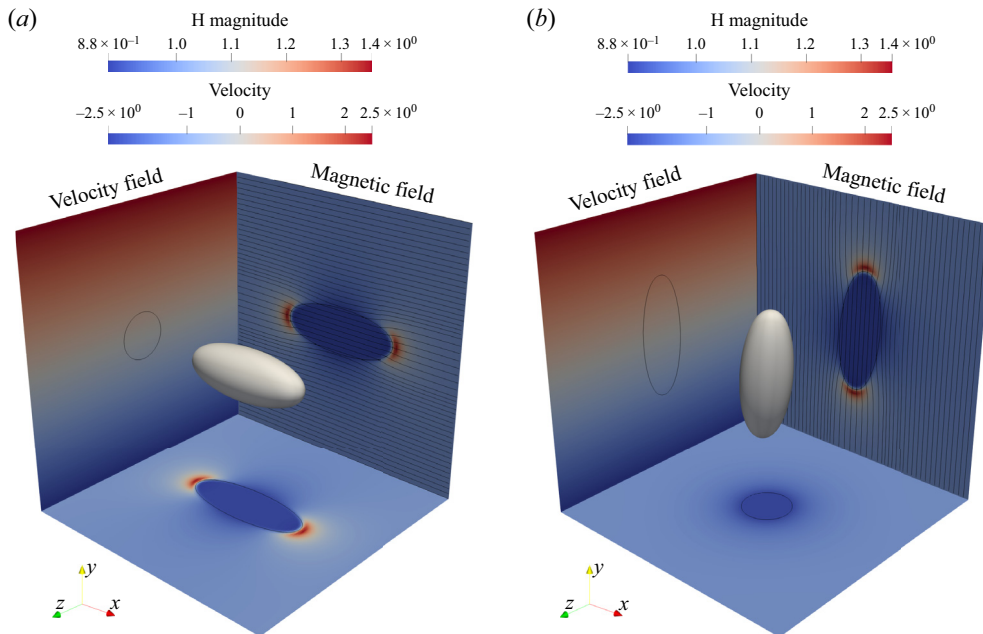 (a)
H magnitude
8.8 × 10⁻¹ 1.0 1.1 1.2 1.3 1.4 × 10⁰
Velocity
−2.5 × 10⁰ −1 0 1 2.5 × 10⁰
Velocity field
Magnetic field
y
z
x
(b)
H magnitude
8.8 × 10⁻¹ 1.0 1.1 1.2 1.3 1.4 × 10⁰
Velocity
−2.5 × 10⁰ −1 0 1 2.5 × 10⁰
Velocity field
Magnetic field
y
z
x